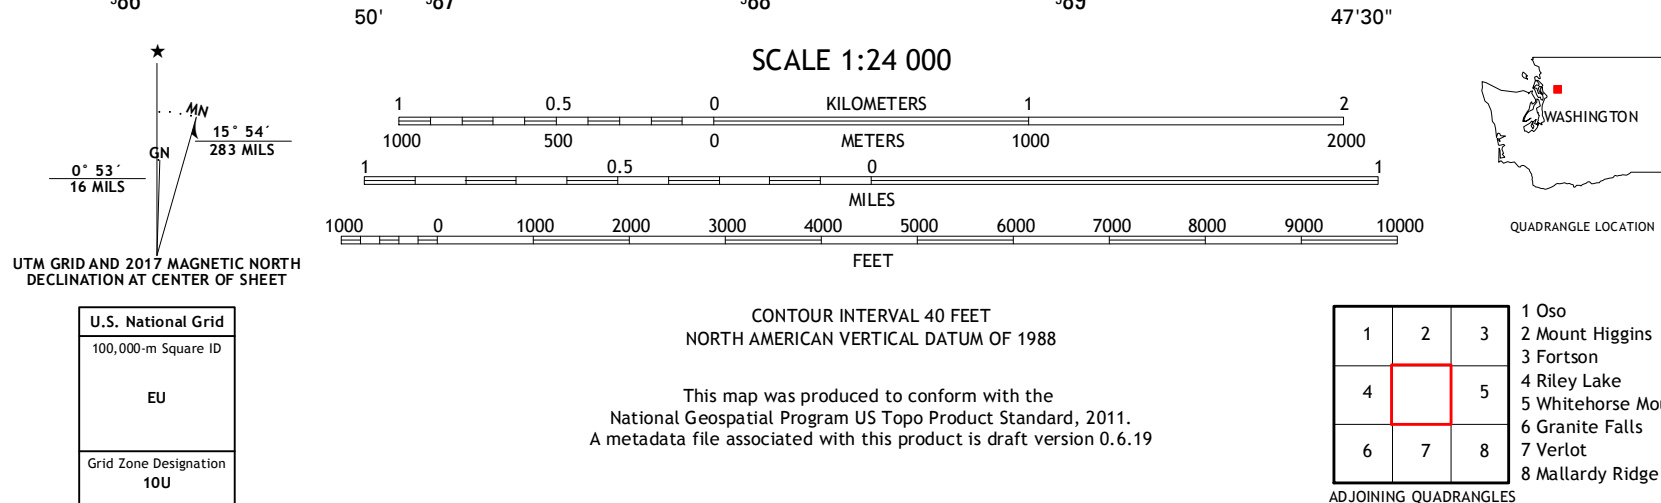 50'
47'30"
SCALE 1:24 000
1 0.5 0 KILOMETERS 1 2
1000 500 0 METERS 1000 2000
1 0.5 0 1
MILES
1000 0 1000 2000 3000 4000 5000 6000 7000 8000 9000 10000
FEET
MN
15° 54´
283 MILS
GN
0° 53´
16 MILS
UTM GRID AND 2017 MAGNETIC NORTH
DECLINATION AT CENTER OF SHEET
WASHINGTON
QUADRANGLE LOCATION
U.S. National Grid
100,000-m Square ID
EU
Grid Zone Designation
10U
CONTOUR INTERVAL 40 FEET
NORTH AMERICAN VERTICAL DATUM OF 1988
This map was produced to conform with the
National Geospatial Program US Topo Product Standard, 2011.
A metadata file associated with this product is draft version 0.6.19
1 2 3
4 5
6 7 8
ADJOINING QUADRANGLES
1 Oso
2 Mount Higgins
3 Fortson
4 Riley Lake
5 Whitehorse
6 Granite Falls
7 Verlot
8 Mallardy Ridge